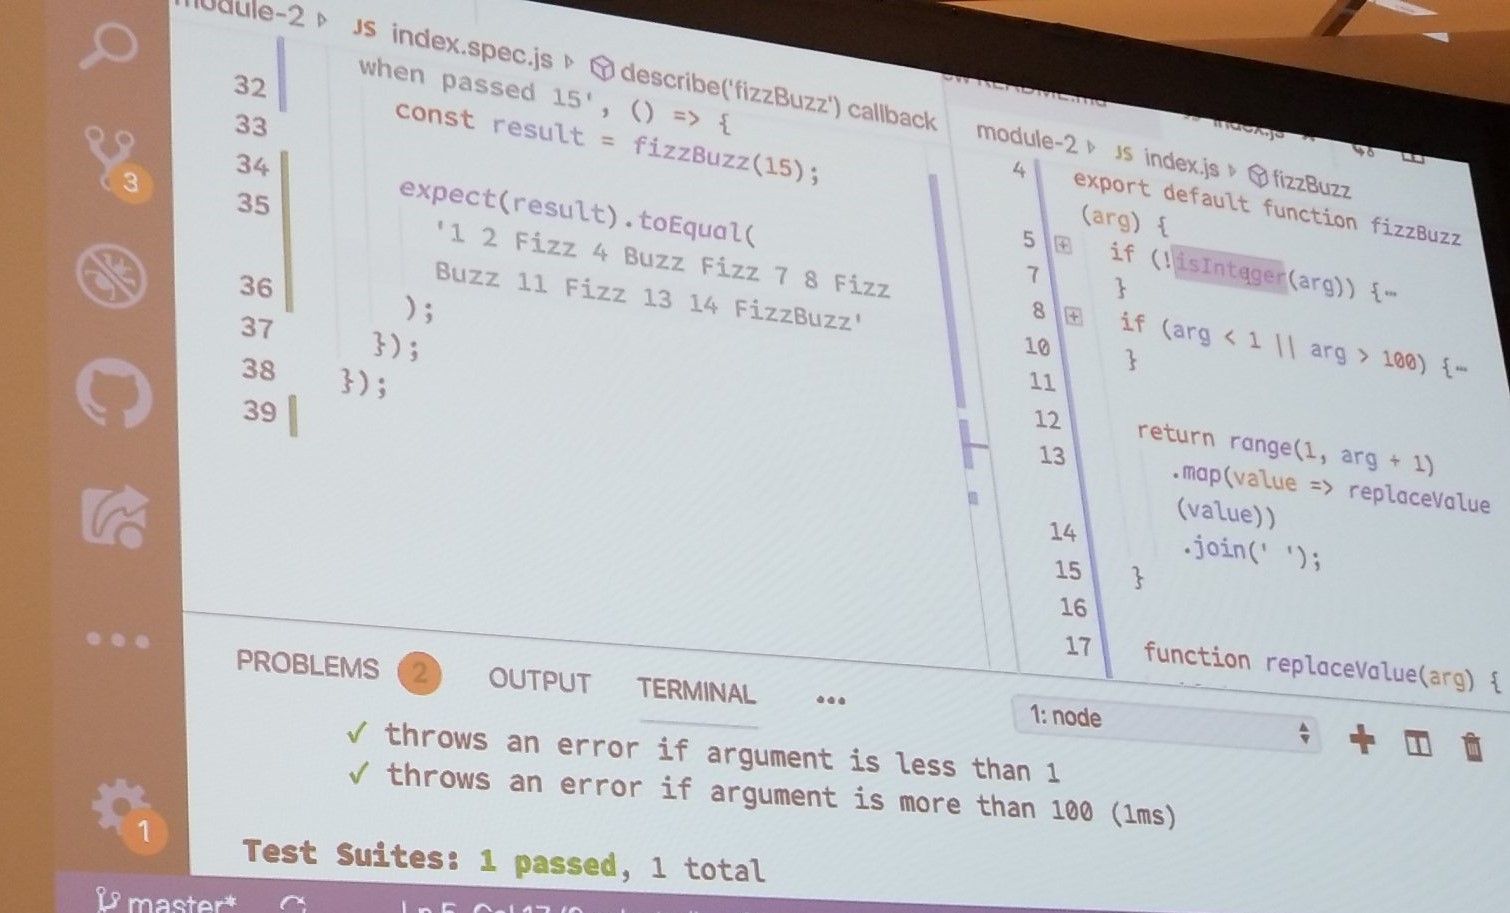 module-2 JS index.spec.js describe('fizzBuzz') callback
32 when passed 15', () => {
33 const result = fizzBuzz(15);
34
35 expect(result).toEqual(
'1 2 Fizz 4 Buzz Fizz 7 8 Fizz
36 Buzz 11 Fizz 13 14 FizzBuzz'
37 );
38 });
39 });
README.md
JS index.js
module-2 JS index.js fizzBuzz
4 export default function fizzBuzz
(arg) {
5 if (!isInteger(arg)) {
7 }
8 if (arg < 1 || arg > 100) {
10 }
11
12 return range(1, arg + 1)
13 .map(value => replaceValue
(value))
14 .join(' ');
15 }
16
17 function replaceValue(arg) {
3
1
PROBLEMS 2 OUTPUT TERMINAL
1: node
✓ throws an error if argument is less than 1
✓ throws an error if argument is more than 100 (1ms)
Test Suites: 1 passed, 1 total
master*